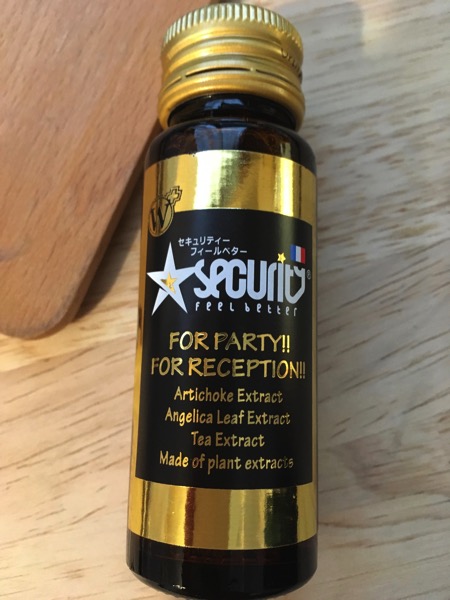 W
セキュリティー
フィールベター
security®
feel better
FOR PARTY!!
FOR RECEPTION!!
Artichoke Extract
Angelica Leaf Extract
Tea Extract
Made of plant extracts